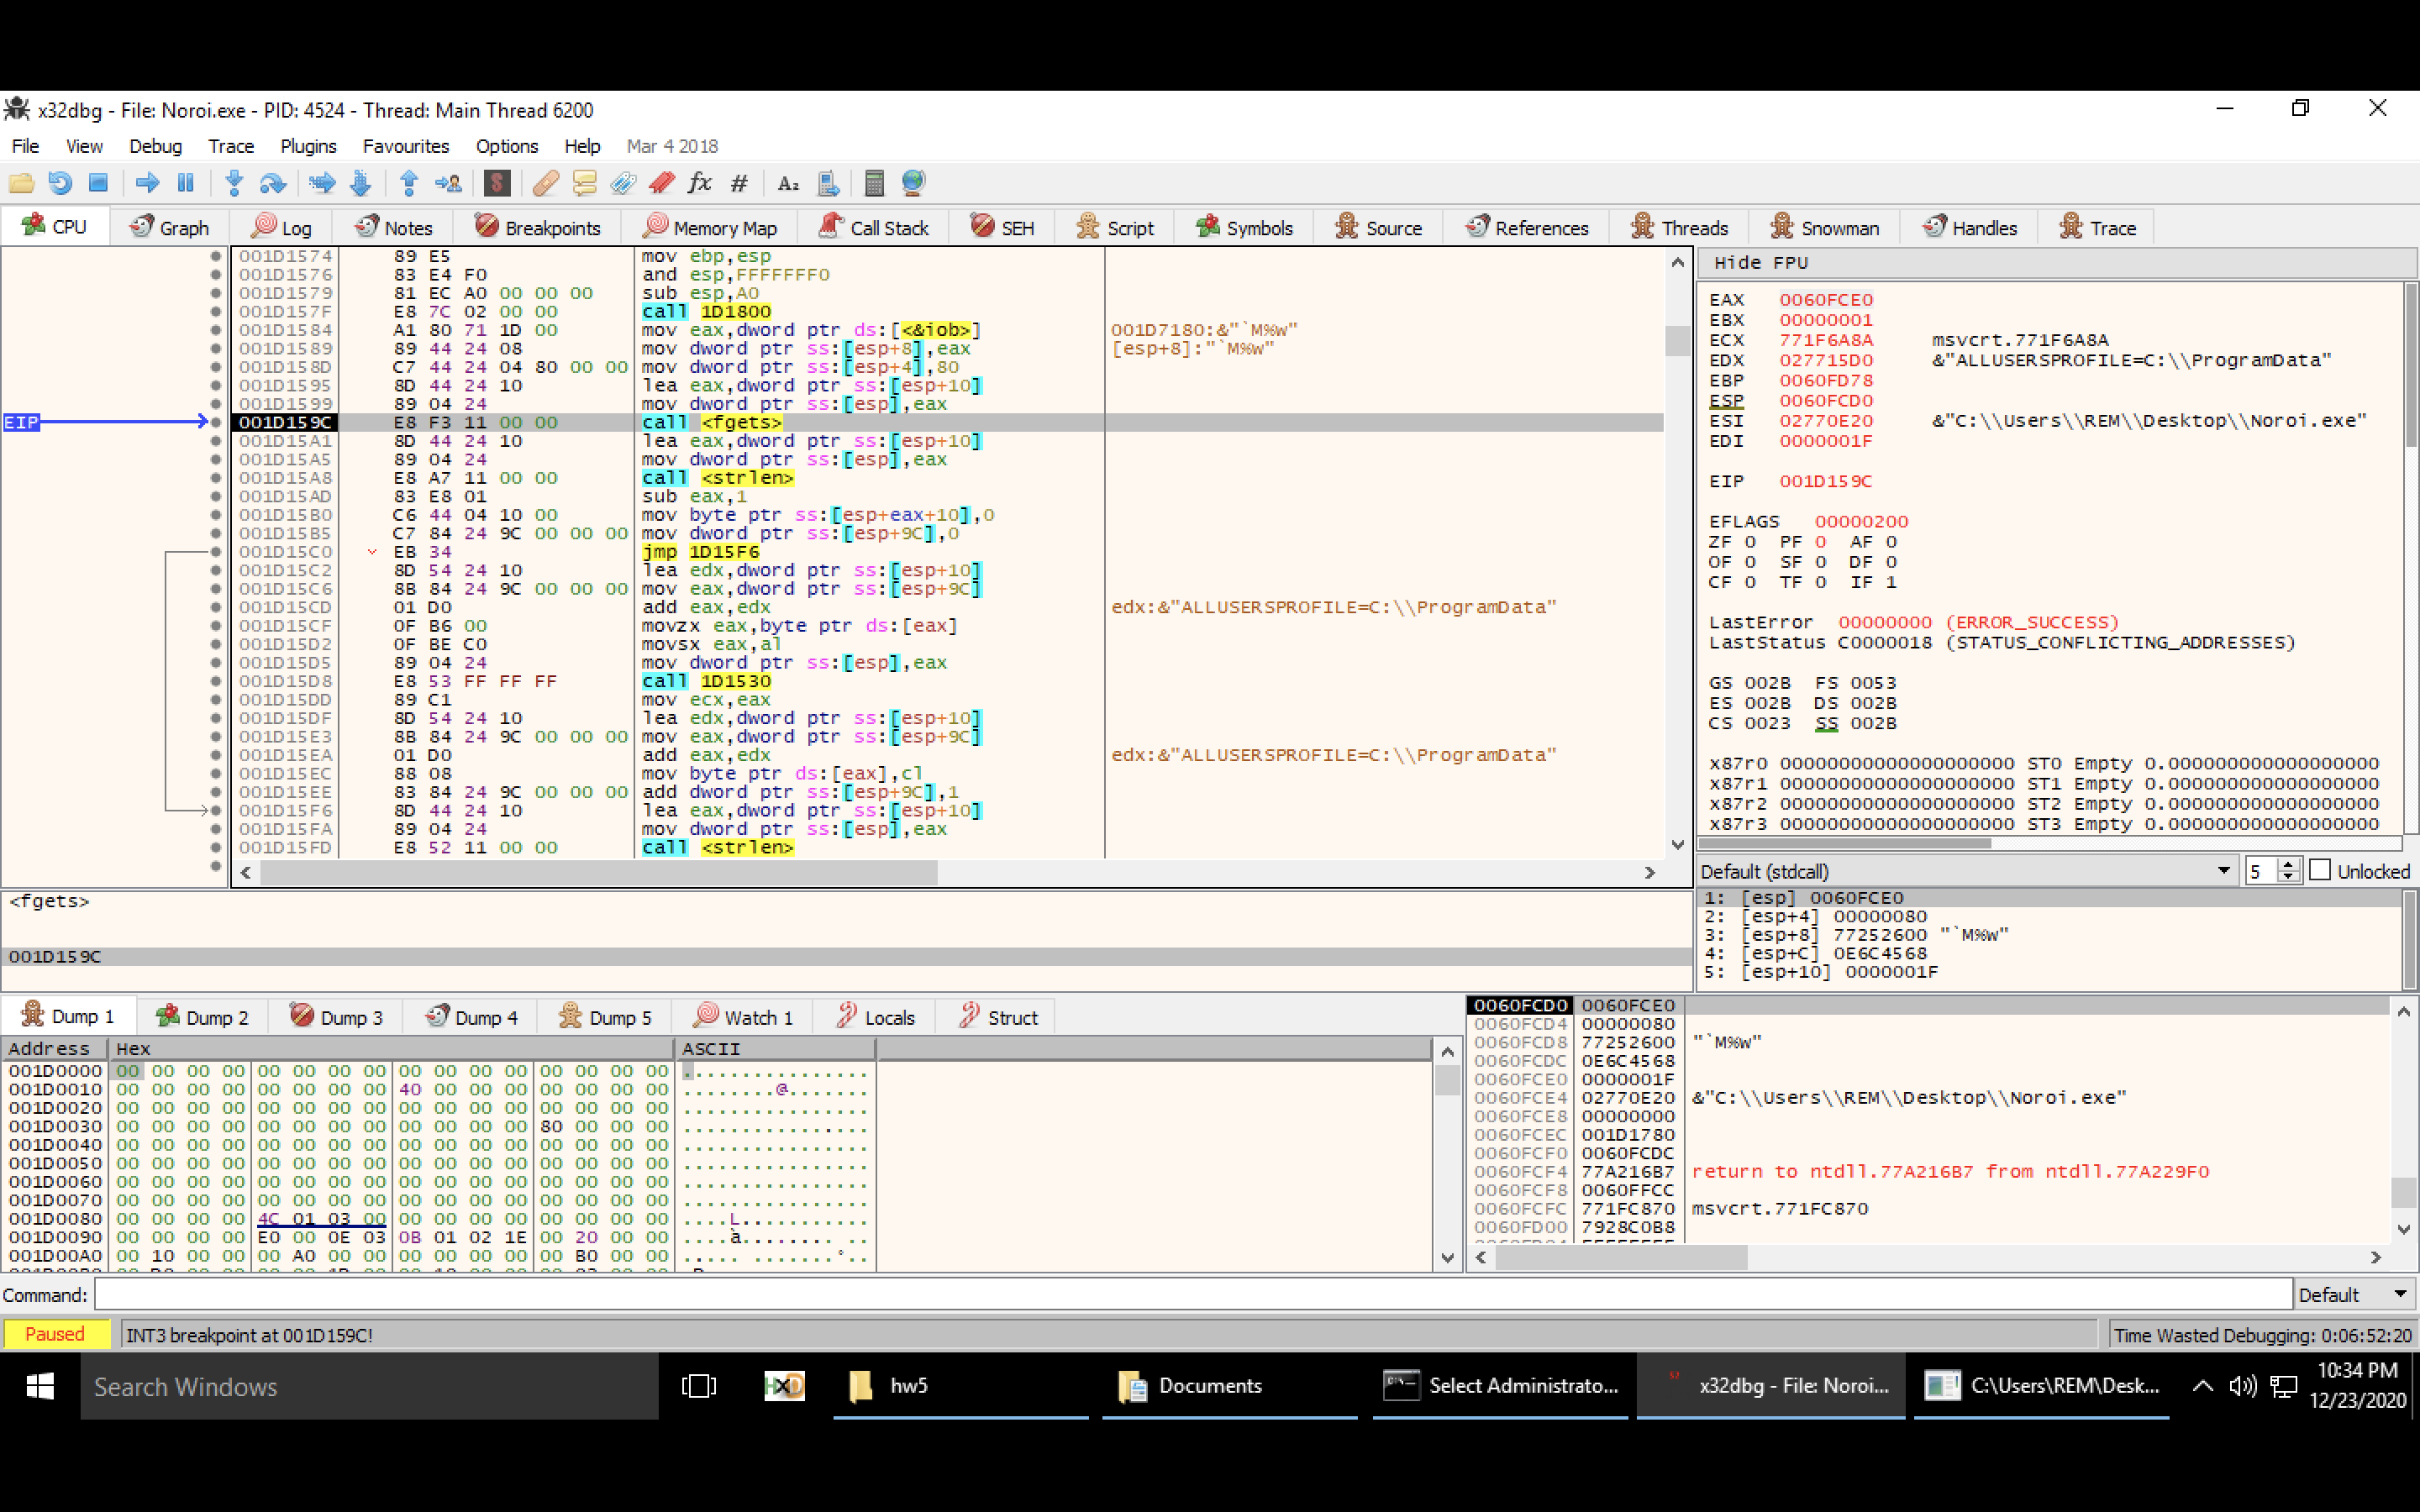 x32dbg - File: Noroi.exe - PID: 4524 - Thread: Main Thread 6200
File View Debug Trace Plugins Favourites Options Help Mar 4 2018
CPU Graph Log Notes Breakpoints Memory Map Call Stack SEH Script Symbols Source References Threads Snowman Handles Trace
001D1574 89 E5 mov ebp,esp
001D1576 83 E4 F0 and esp,FFFFFFF0
001D1579 81 EC A0 00 00 00 sub esp,A0
001D157F E8 7C 02 00 00 call 1D1800
001D1584 A1 80 71 1D 00 mov eax,dword ptr ds:[<&iob>] 001D7180:&"`M%w"
001D1589 89 44 24 08 mov dword ptr ss:[esp+8],eax [esp+8]:"`M%w"
001D158D C7 44 24 04 80 00 00 mov dword ptr ss:[esp+4],80
001D1595 8D 44 24 10 lea eax,dword ptr ss:[esp+10]
001D1599 89 04 24 mov dword ptr ss:[esp],eax
EIP 001D159C E8 F3 11 00 00 call <fgets>
001D15A1 8D 44 24 10 lea eax,dword ptr ss:[esp+10]
001D15A5 89 04 24 mov dword ptr ss:[esp],eax
001D15A8 E8 A7 11 00 00 call <strlen>
001D15AD 83 E8 01 sub eax,1
001D15B0 C6 44 04 10 00 mov byte ptr ss:[esp+eax+10],0
001D15B5 C7 84 24 9C 00 00 00 mov dword ptr ss:[esp+9C],0
001D15C0 EB 34 jmp 1D15F6
001D15C2 8D 54 24 10 lea edx,dword ptr ss:[esp+10]
001D15C6 8B 84 24 9C 00 00 00 mov eax,dword ptr ss:[esp+9C]
001D15CD 01 D0 add eax,edx edx:&"ALLUSERSPROFILE=C:\\ProgramData"
001D15CF 0F B6 00 movzx eax,byte ptr ds:[eax]
001D15D2 0F BE C0 movsx eax,al
001D15D5 89 04 24 mov dword ptr ss:[esp],eax
001D15D8 E8 53 FF FF FF call 1D1530
001D15DD 89 C1 mov ecx,eax
001D15DF 8D 54 24 10 lea edx,dword ptr ss:[esp+10]
001D15E3 8B 84 24 9C 00 00 00 mov eax,dword ptr ss:[esp+9C]
001D15EA 01 D0 add eax,edx edx:&"ALLUSERSPROFILE=C:\\ProgramData"
001D15EC 88 08 mov byte ptr ds:[eax],cl
001D15EE 83 84 24 9C 00 00 00 add dword ptr ss:[esp+9C],1
001D15F6 8D 44 24 10 lea eax,dword ptr ss:[esp+10]
001D15FA 89 04 24 mov dword ptr ss:[esp],eax
001D15FD E8 52 11 00 00 call <strlen>
Hide FPU
EAX 0060FCE0
EBX 00000001
ECX 771F6A8A msvcrt.771F6A8A
EDX 027715D0 &"ALLUSERSPROFILE=C:\\ProgramData"
EBP 0060FD78
ESP 0060FCD0
ESI 02770E20 &"C:\\Users\\REM\\Desktop\\Noroi.exe"
EDI 0000001F
EIP 001D159C
EFLAGS 00000200
ZF 0 PF 0 AF 0
OF 0 SF 0 DF 0
CF 0 TF 0 IF 1
LastError 00000000 (ERROR_SUCCESS)
LastStatus C0000018 (STATUS_CONFLICTING_ADDRESSES)
GS 002B FS 0053
ES 002B DS 002B
CS 0023 SS 002B
x87r0 00000000000000000000 ST0 Empty 0.000000000000000000
x87r1 00000000000000000000 ST1 Empty 0.000000000000000000
x87r2 00000000000000000000 ST2 Empty 0.000000000000000000
x87r3 00000000000000000000 ST3 Empty 0.000000000000000000
Default (stdcall) 5 Unlocked
1: [esp] 0060FCE0
2: [esp+4] 00000080
3: [esp+8] 77252600 "`M%w"
4: [esp+C] 0E6C4568
5: [esp+10] 0000001F
<fgets>
001D159C
Dump 1 Dump 2 Dump 3 Dump 4 Dump 5 Watch 1 Locals Struct
Address Hex ASCII
001D0000 00 00 00 00 00 00 00 00 00 00 00 00 00 00 00 00 ................
001D0010 00 00 00 00 00 00 00 00 40 00 00 00 00 00 00 00 ........@.......
001D0020 00 00 00 00 00 00 00 00 00 00 00 00 00 00 00 00 ................
001D0030 00 00 00 00 00 00 00 00 00 00 00 00 80 00 00 00 ................
001D0040 00 00 00 00 00 00 00 00 00 00 00 00 00 00 00 00 ................
001D0050 00 00 00 00 00 00 00 00 00 00 00 00 00 00 00 00 ................
001D0060 00 00 00 00 00 00 00 00 00 00 00 00 00 00 00 00 ................
001D0070 00 00 00 00 00 00 00 00 00 00 00 00 00 00 00 00 ................
001D0080 00 00 00 00 4C 01 03 00 00 00 00 00 00 00 00 00 ....L...........
001D0090 00 00 00 00 E0 00 0E 03 0B 01 02 1E 00 20 00 00 ....à........ ..
001D00A0 00 10 00 00 00 A0 00 00 00 00 00 00 00 B0 00 00 ..... .......°..
0060FCD0 0060FCE0
0060FCD4 00000080
0060FCD8 77252600 "`M%w"
0060FCDC 0E6C4568
0060FCE0 0000001F
0060FCE4 02770E20 &"C:\\Users\\REM\\Desktop\\Noroi.exe"
0060FCE8 00000000
0060FCEC 001D1780
0060FCF0 0060FCDC
0060FCF4 77A216B7 return to ntdll.77A216B7 from ntdll.77A229F0
0060FCF8 0060FFCC
0060FCFC 771FC870 msvcrt.771FC870
0060FD00 7928C0B8
Command: Default
Paused INT3 breakpoint at 001D159C! Time Wasted Debugging: 0:06:52:20
Search Windows HxD hw5 Documents Select Administrato... x32dbg - File: Noroi... C:\Users\REM\Desk... 10:34 PM
12/23/2020